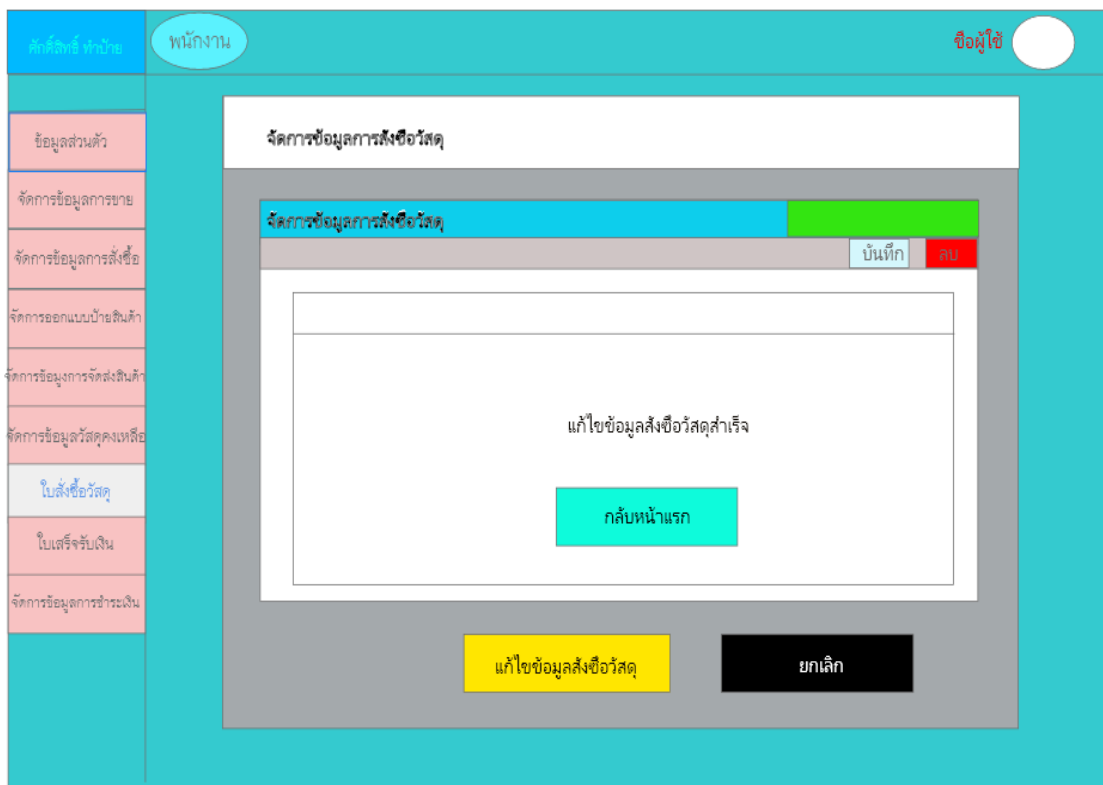 ศักดิ์สิทธิ์ ทำป้าย
พนักงาน
ชื่อผู้ใช้
ข้อมูลส่วนตัว
จัดการข้อมูลการขาย
จัดการข้อมูลการสั่งซื้อ
จัดการออกแบบป้ายสินค้า
จัดการข้อมูงการจัดส่งสินค้า
จัดการข้อมูลวัสดุคงเหลือ
ใบสั่งซื้อวัสดุ
ใบเสร็จรับเงิน
จัดการข้อมูลการชำระเงิน
จัดการข้อมูลการสั่งซื้อวัสดุ
จัดการข้อมูลการสั่งซื้อวัสดุ
บันทึก
ลบ
แก้ไขข้อมูลสั่งซื้อวัสดุสำเร็จ
กลับหน้าแรก
แก้ไขข้อมูลสั่งซื้อวัสดุ
ยกเลิก